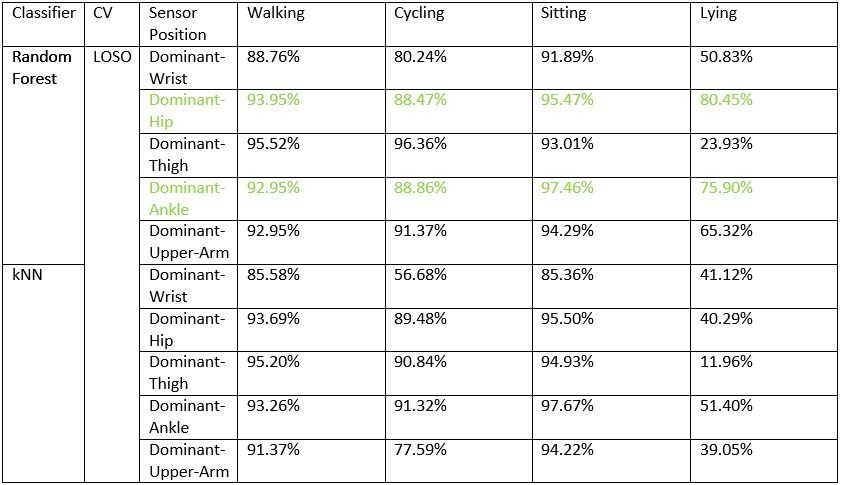 Classifier CV Sensor Position Walking Cycling Sitting Lying
Random Forest LOSO Dominant-Wrist 88.76% 80.24% 91.89% 50.83%
Dominant-Hip 93.95% 88.47% 95.47% 80.45%
Dominant-Thigh 95.52% 96.36% 93.01% 23.93%
Dominant-Ankle 92.95% 88.86% 97.46% 75.90%
Dominant-Upper-Arm 92.95% 91.37% 94.29% 65.32%
kNN Dominant-Wrist 85.58% 56.68% 85.36% 41.12%
Dominant-Hip 93.69% 89.48% 95.50% 40.29%
Dominant-Thigh 95.20% 90.84% 94.93% 11.96%
Dominant-Ankle 93.26% 91.32% 97.67% 51.40%
Dominant-Upper-Arm 91.37% 77.59% 94.22% 39.05%